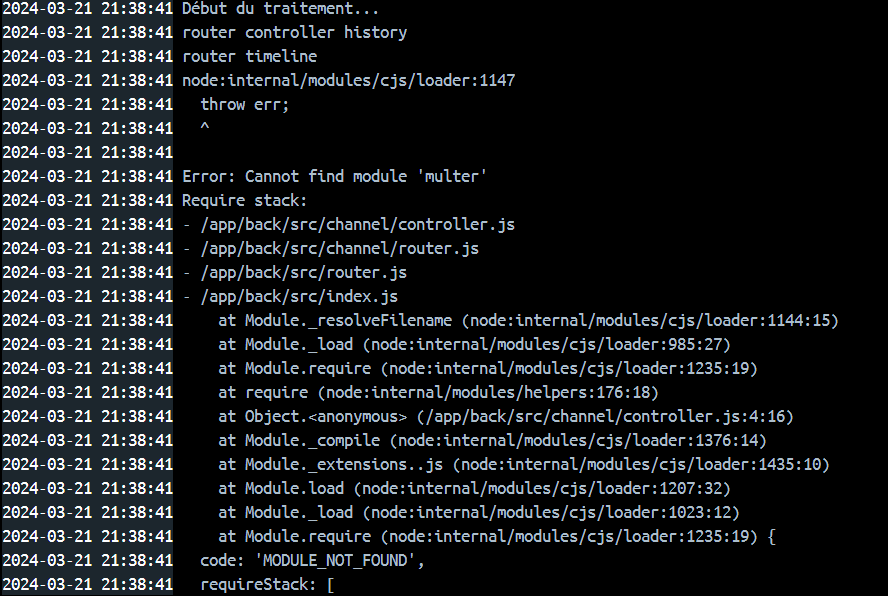 2024-03-21 21:38:41 Début du traitement...
2024-03-21 21:38:41 router controller history
2024-03-21 21:38:41 router timeline
2024-03-21 21:38:41 node:internal/modules/cjs/loader:1147
2024-03-21 21:38:41   throw err;
2024-03-21 21:38:41   ^
2024-03-21 21:38:41
2024-03-21 21:38:41 Error: Cannot find module 'multer'
2024-03-21 21:38:41 Require stack:
2024-03-21 21:38:41 - /app/back/src/channel/controller.js
2024-03-21 21:38:41 - /app/back/src/channel/router.js
2024-03-21 21:38:41 - /app/back/src/router.js
2024-03-21 21:38:41 - /app/back/src/index.js
2024-03-21 21:38:41     at Module._resolveFilename (node:internal/modules/cjs/loader:1144:15)
2024-03-21 21:38:41     at Module._load (node:internal/modules/cjs/loader:985:27)
2024-03-21 21:38:41     at Module.require (node:internal/modules/cjs/loader:1235:19)
2024-03-21 21:38:41     at require (node:internal/modules/helpers:176:18)
2024-03-21 21:38:41     at Object.<anonymous> (/app/back/src/channel/controller.js:4:16)
2024-03-21 21:38:41     at Module._compile (node:internal/modules/cjs/loader:1376:14)
2024-03-21 21:38:41     at Module._extensions..js (node:internal/modules/cjs/loader:1435:10)
2024-03-21 21:38:41     at Module.load (node:internal/modules/cjs/loader:1207:32)
2024-03-21 21:38:41     at Module._load (node:internal/modules/cjs/loader:1023:12)
2024-03-21 21:38:41     at Module.require (node:internal/modules/cjs/loader:1235:19) {
2024-03-21 21:38:41   code: 'MODULE_NOT_FOUND',
2024-03-21 21:38:41   requireStack: [